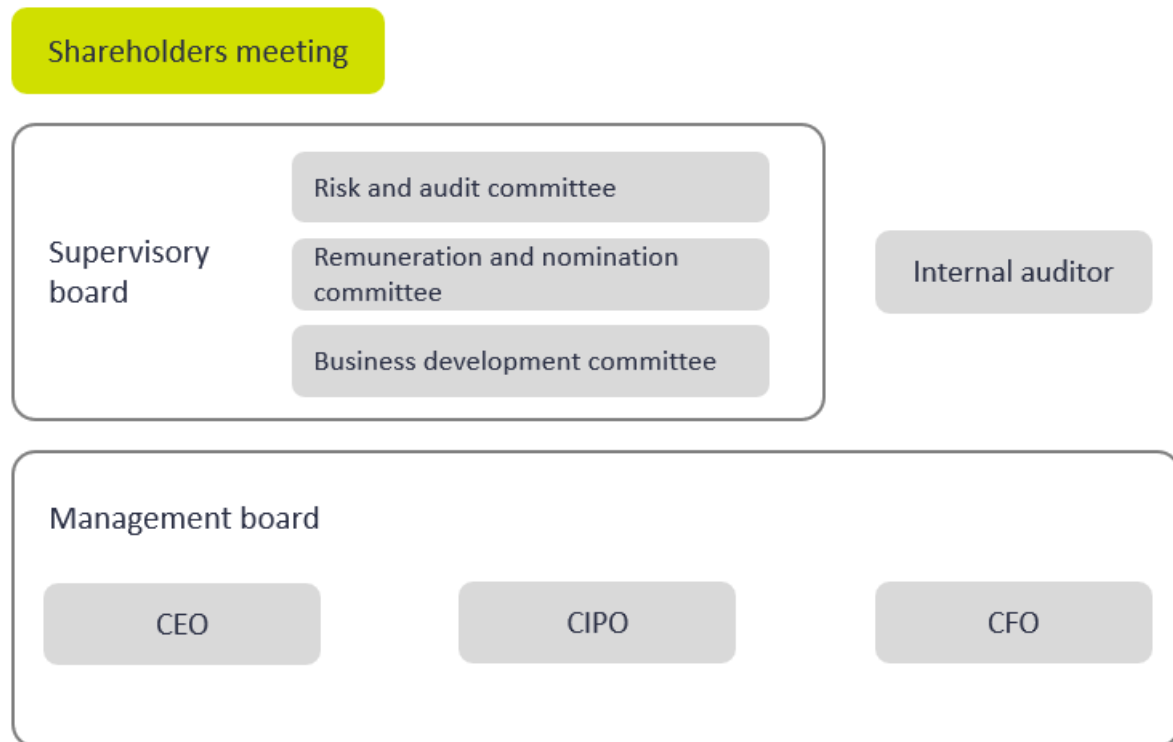 Shareholders meeting
Risk and audit committee
Supervisory
board
Remuneration and nomination
committee
Internal auditor
Business development committee
Management board
CEO
CIPO
CFO